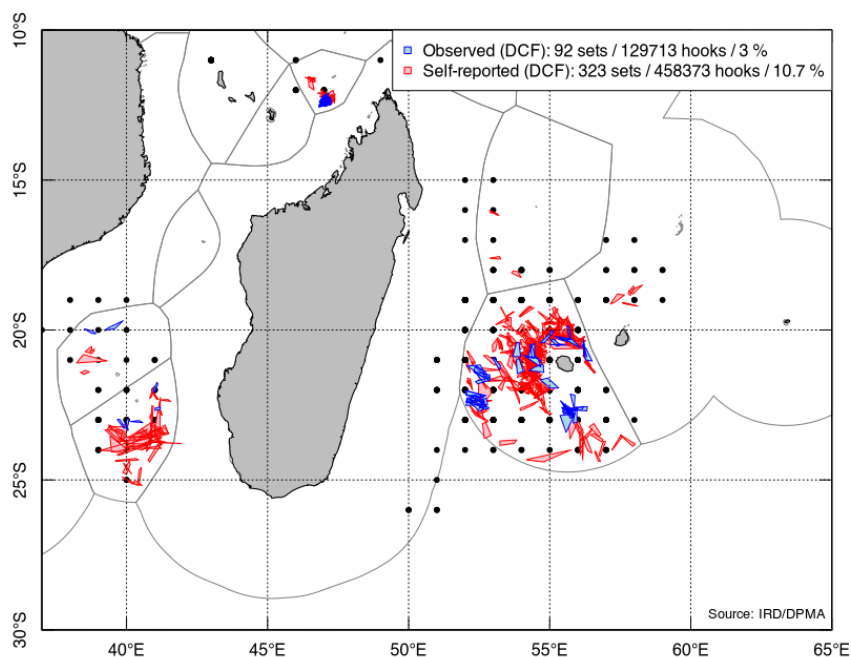 10°S
Observed (DCF): 92 sets / 129713 hooks / 3 %
Self-reported (DCF): 323 sets / 458373 hooks / 10.7 %
15°S
20°S
25°S
Source: IRD/DPMA
30°S
40°E 45°E 50°E 55°E 60°E 65°E